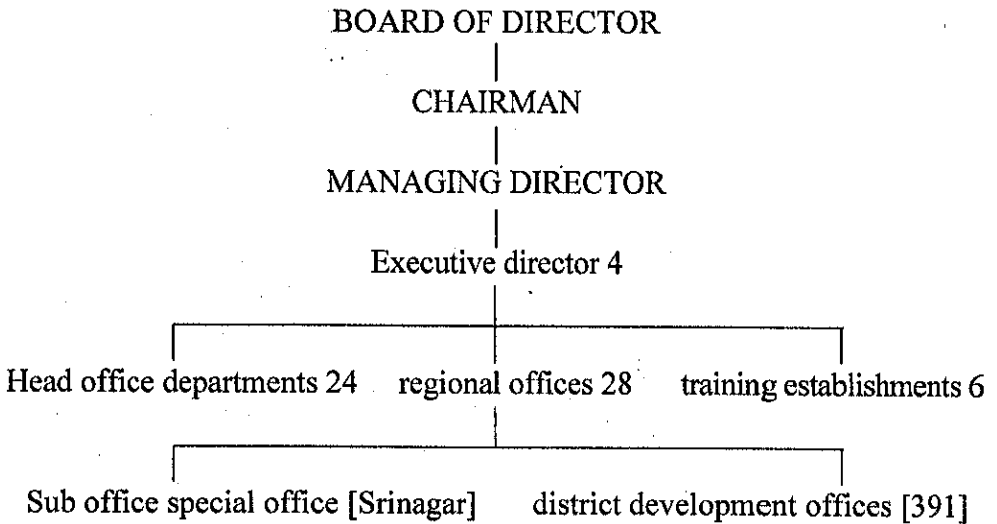 BOARD OF DIRECTOR
CHAIRMAN
MANAGING DIRECTOR
Executive director 4
Head office departments 24 regional offices 28 training establishments 6
Sub office special office [Srinagar] district development offices [391]